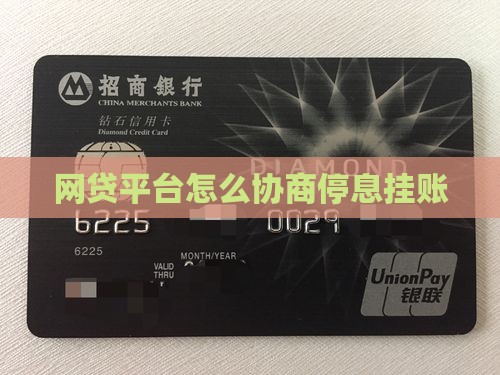 招商銀行
CHINA MERCHANTS BANK
钻石信用卡
Diamond Credit Card
DIAMOND
网贷平台怎么协商停息挂账
6225 0029
6225
MONTH/YEAR
VALID
THRU
UnionPay
银联